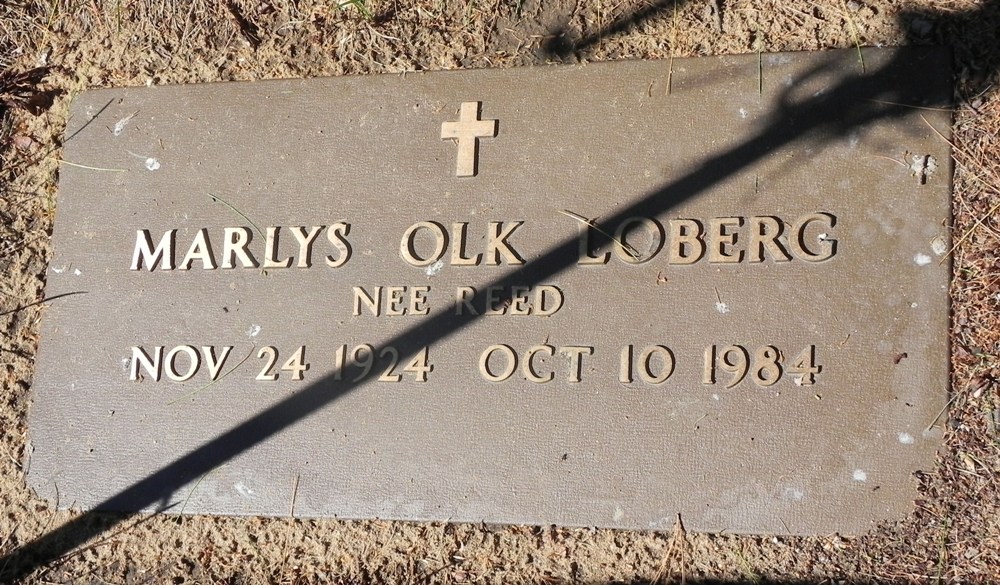 MARLYS OLK LOBERG
NEE REED
NOV 24 1924 OCT 10 1984